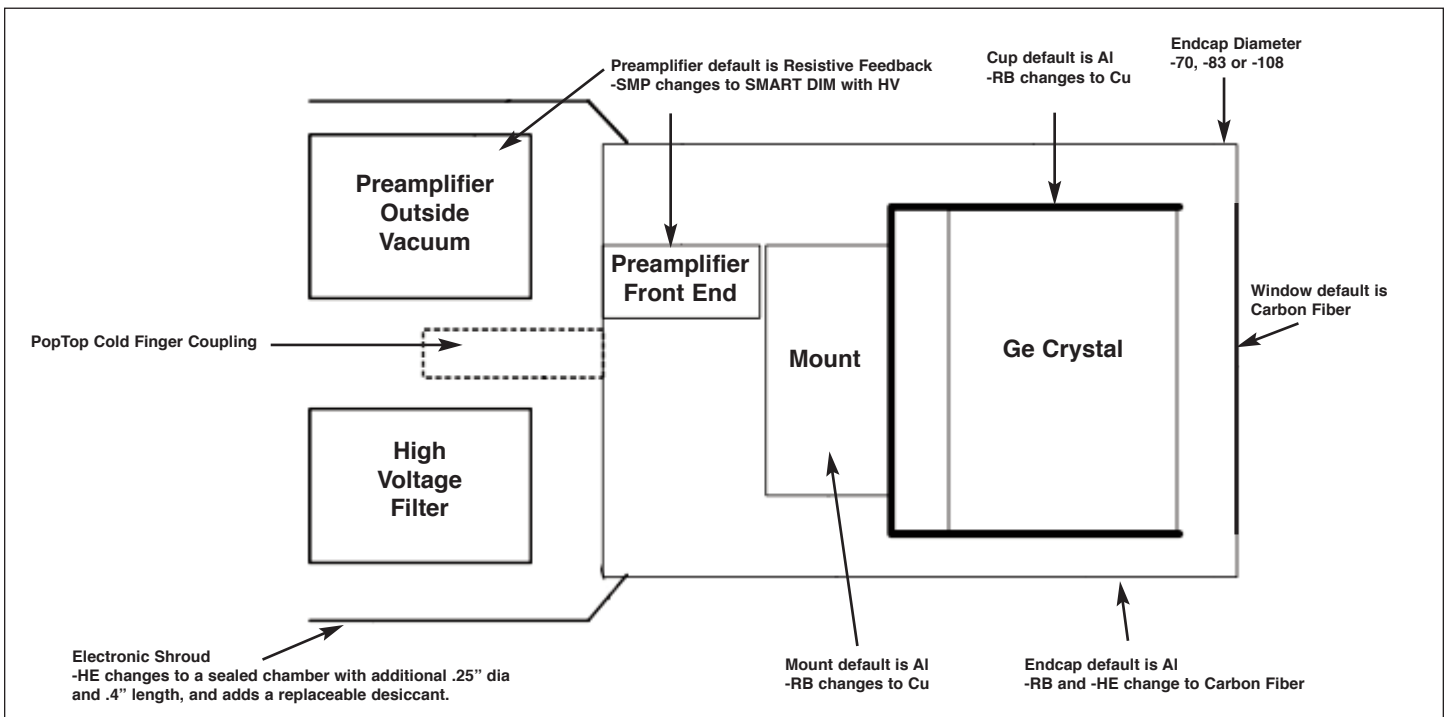 Preamplifier default is Resistive Feedback
-SMP changes to SMART DIM with HV
Cup default is Al
-RB changes to Cu
Endcap Diameter
-70, -83 or -108
Preamplifier
Outside
Vacuum
Preamplifier
Front End
Mount
Ge Crystal
Window default is
Carbon Fiber
PopTop Cold Finger Coupling
High
Voltage
Filter
Electronic Shroud
-HE changes to a sealed chamber with additional .25” dia
and .4” length, and adds a replaceable desiccant.
Mount default is Al
-RB changes to Cu
Endcap default is Al
-RB and -HE change to Carbon Fiber